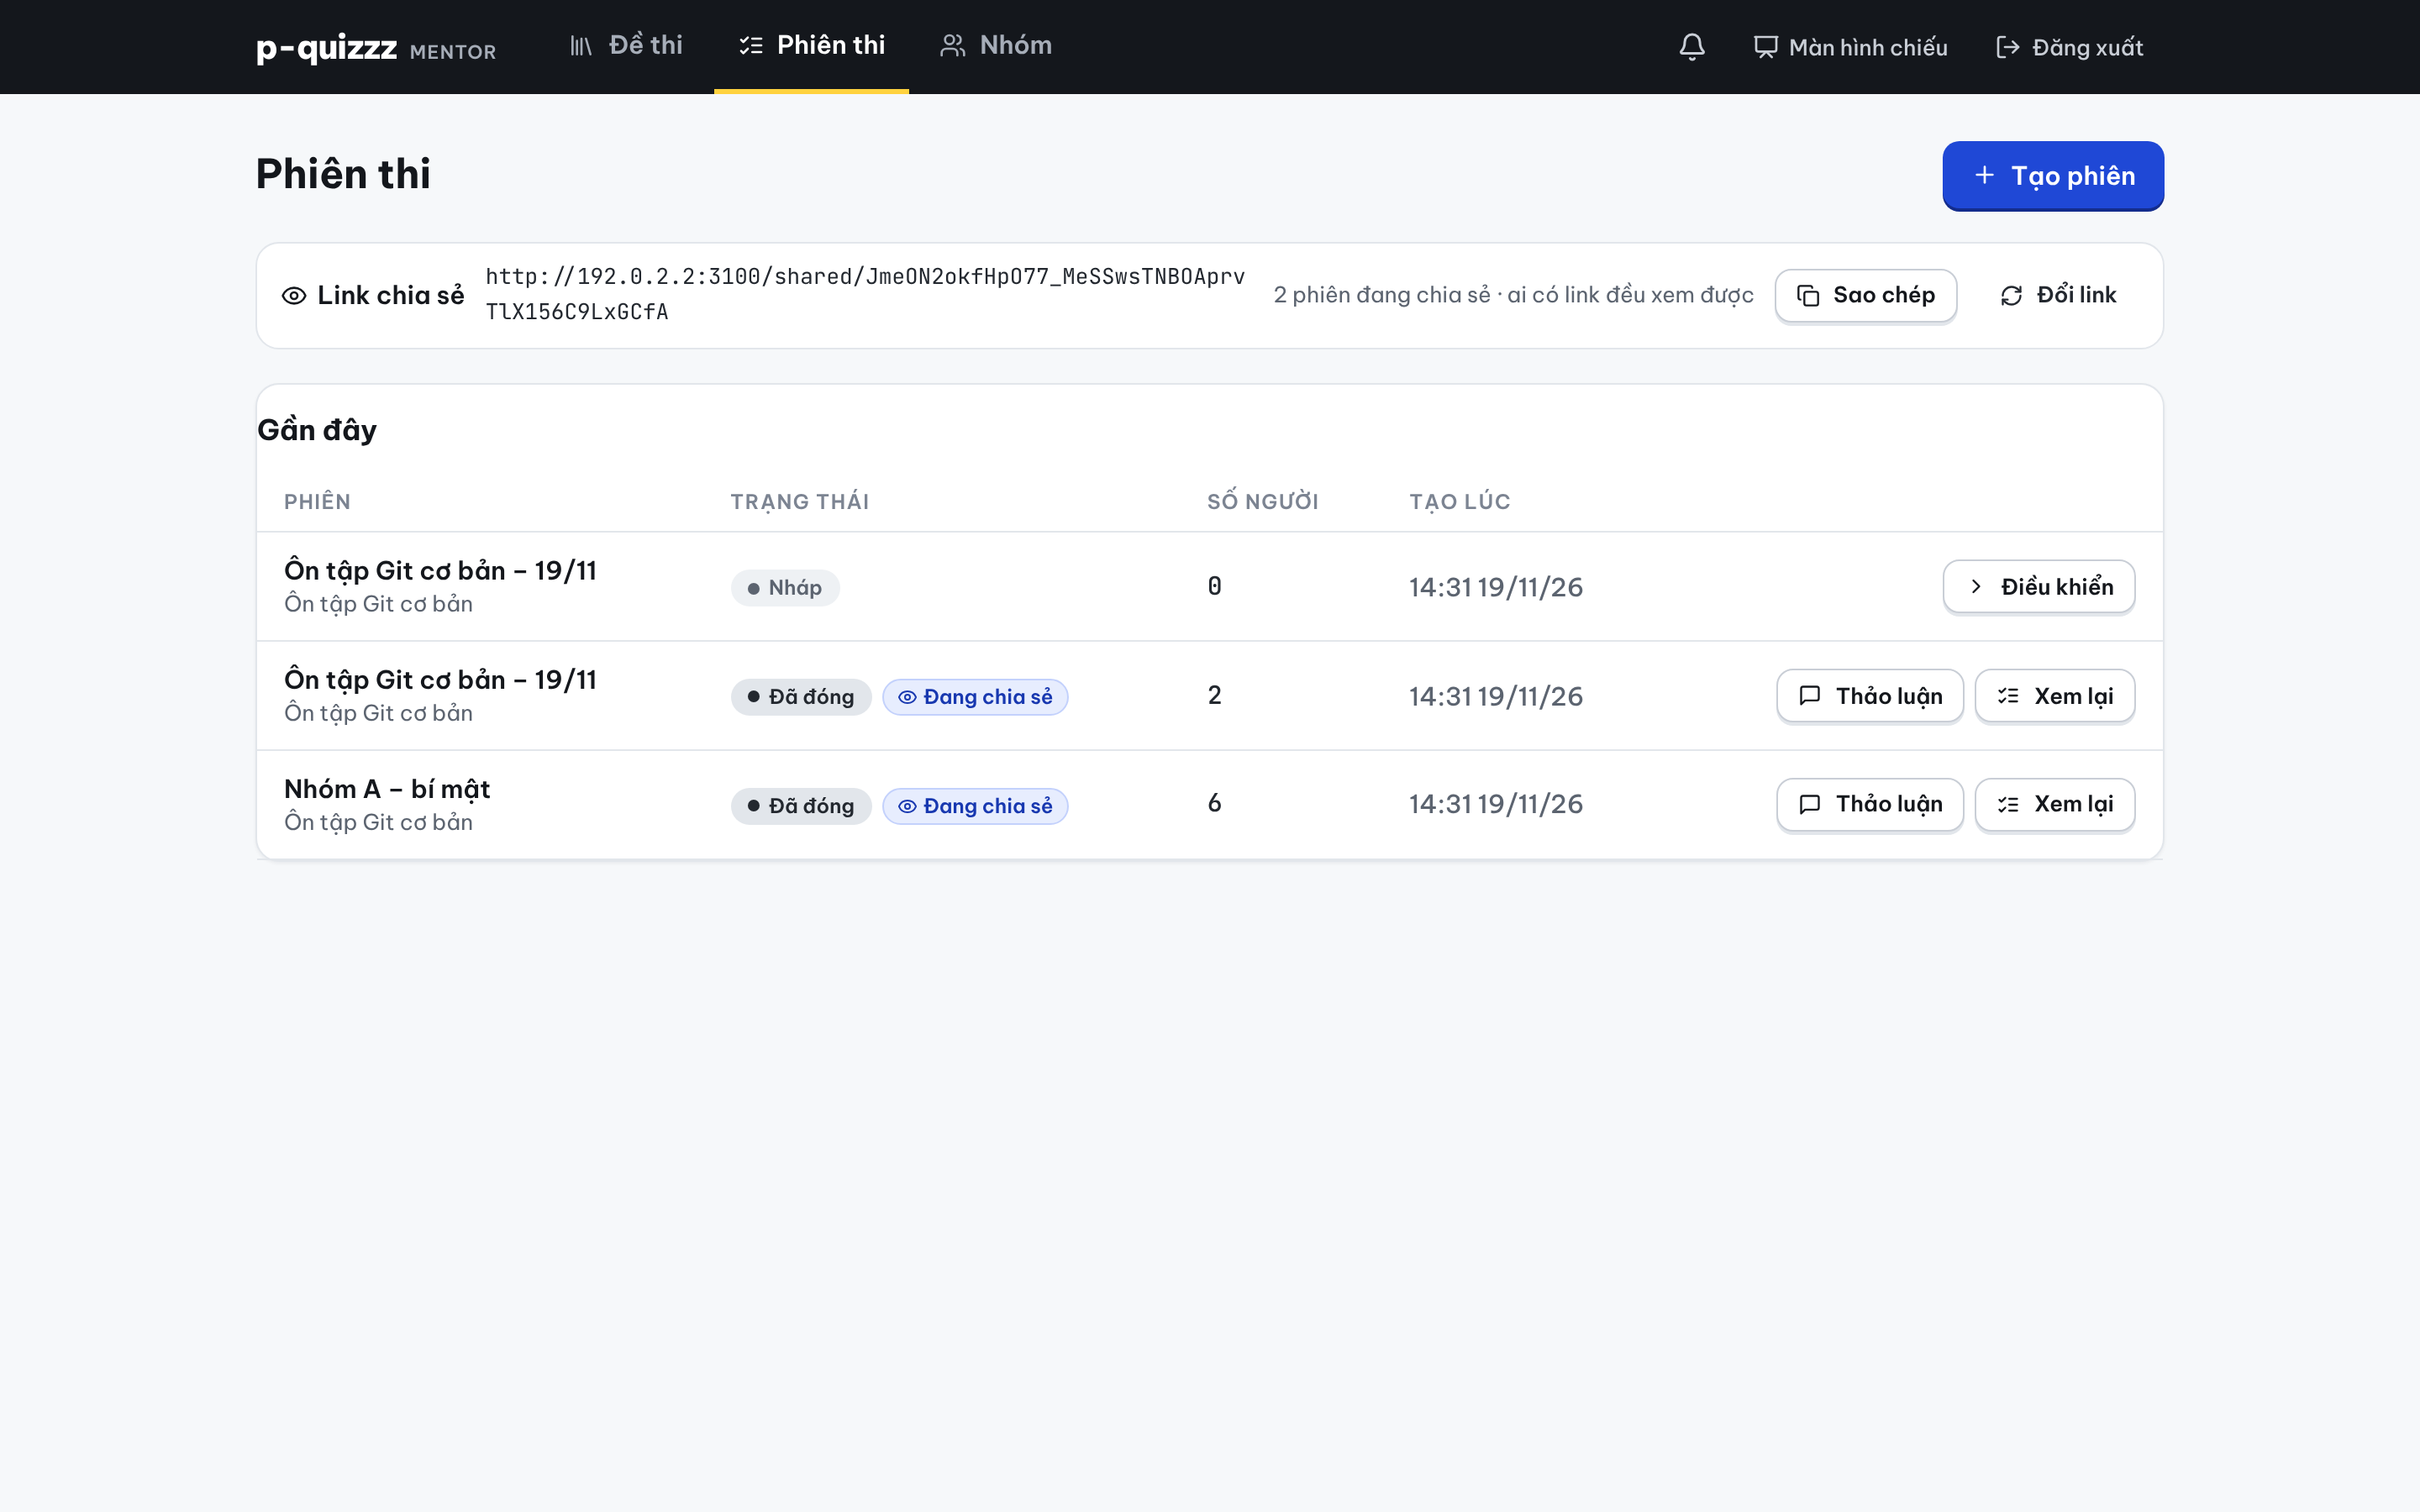 p-quizzz MENTOR
Đề thi
Phiên thi
Nhóm
Màn hình chiếu
Đăng xuất
Phiên thi
Tạo phiên
Link chia sẻ
http://192.0.2.2:3100/shared/JmeON2okfHpO77_MeSSwsTNBOAprv
TlX156C9LxGCfA
2 phiên đang chia sẻ · ai có link đều xem được
Sao chép
Đổi link
Gần đây
PHIÊN TRẠNG THÁI SỐ NGƯỜI TẠO LÚC
Ôn tập Git cơ bản – 19/11
Ôn tập Git cơ bản
Nháp
0
14:31 19/11/26
Điều khiển
Ôn tập Git cơ bản – 19/11
Ôn tập Git cơ bản
Đã đóng
Đang chia sẻ
2
14:31 19/11/26
Thảo luận
Xem lại
Nhóm A – bí mật
Ôn tập Git cơ bản
Đã đóng
Đang chia sẻ
6
14:31 19/11/26
Thảo luận
Xem lại